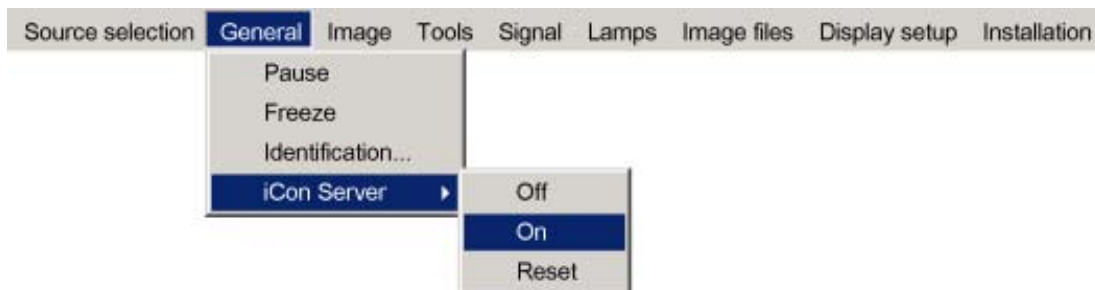 Source selection General Image Tools Signal Lamps Image files Display setup Installation
Pause
Freeze
Identification...
iCon Server Off
On
Reset